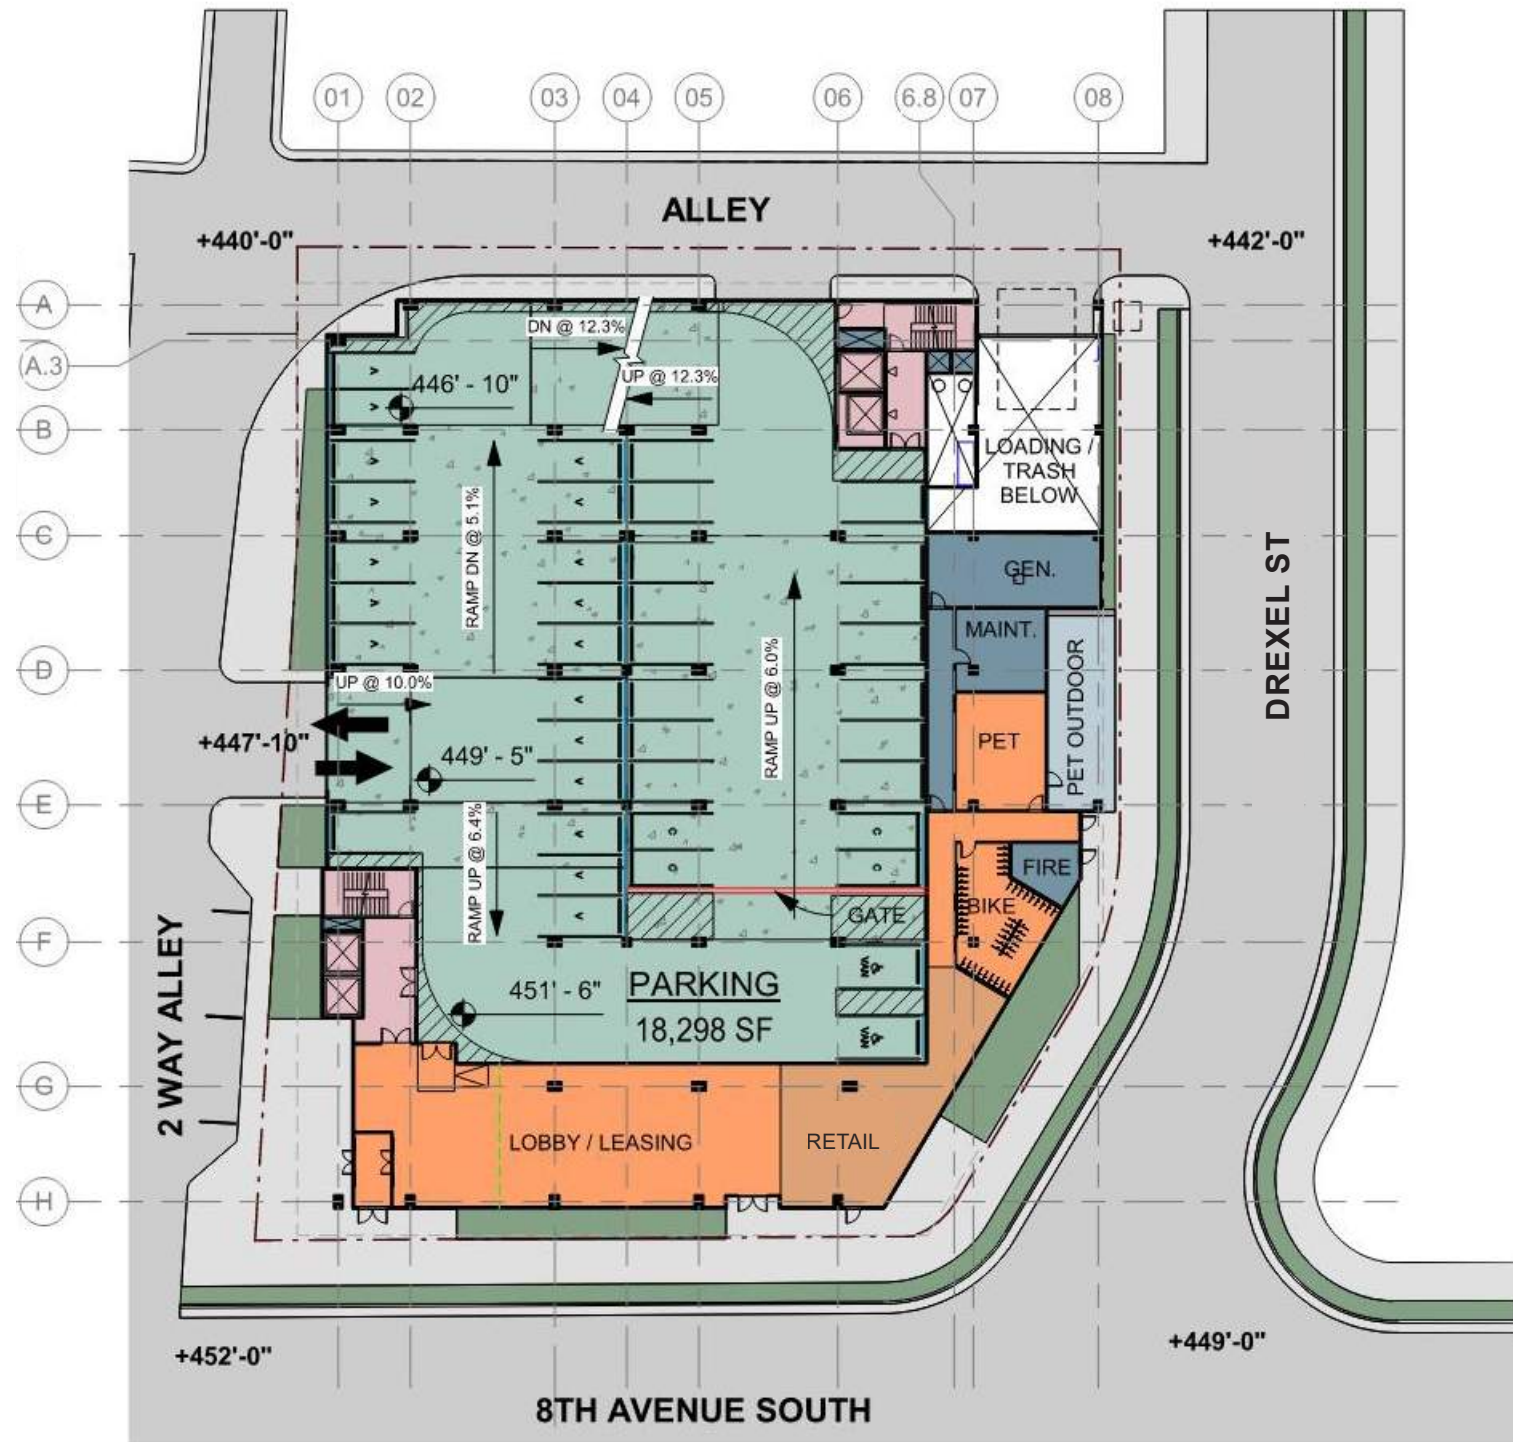 01
02
03
04
05
06
6.8
07
08
ALLEY
+440'-0"
+442'-0"
A
A.3
B
C
D
E
F
G
H
DN @ 12.3%
UP @ 12.3%
446' - 10"
LOADING /
TRASH
BELOW
RAMP DN @ 5.1%
GEN.
MAINT.
PET OUTDOOR
PET
UP @ 10.0%
RAMP UP @ 6.0%
+447'-10"
449' - 5"
RAMP UP @ 6.4%
DREXEL ST
FIRE
BIKE
GATE
C
C
C
C
VAN
VAN
451' - 6"
PARKING
18,298 SF
2 WAY ALLEY
LOBBY / LEASING
RETAIL
+452'-0"
+449'-0"
8TH AVENUE SOUTH